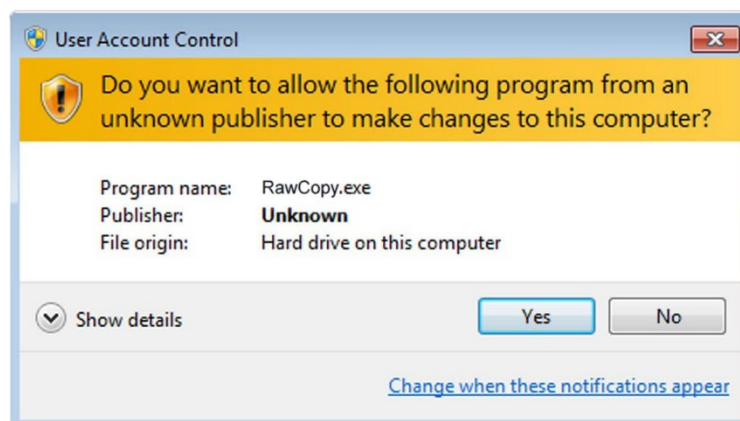 User Account Control
Do you want to allow the following program from an
unknown publisher to make changes to this computer?
Program name: RawCopy.exe
Publisher: Unknown
File origin: Hard drive on this computer
Show details
Yes No
Change when these notifications appear